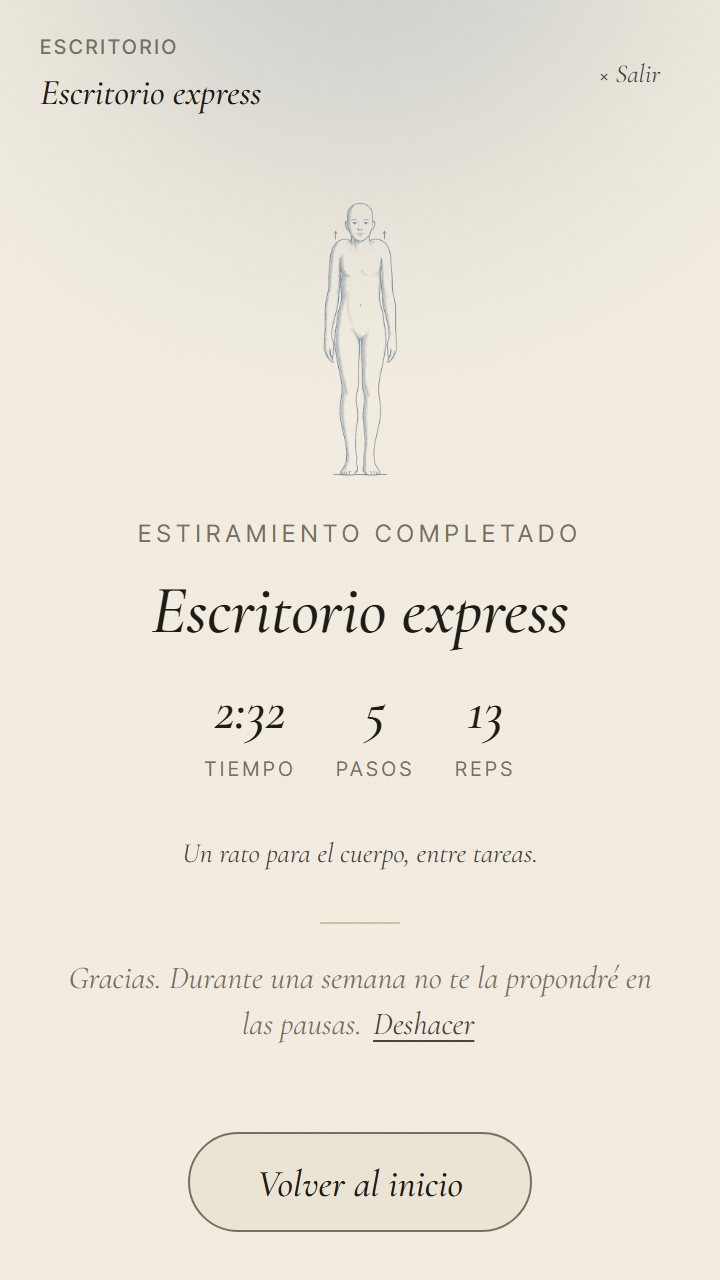 ESCRITORIO
Escritorio express
× Salir
ESTIRAMIENTO COMPLETADO
Escritorio express
2:32 5 13
TIEMPO PASOS REPS
Un rato para el cuerpo, entre tareas.
Gracias. Durante una semana no te la propondré en
las pausas. Deshacer
Volver al inicio